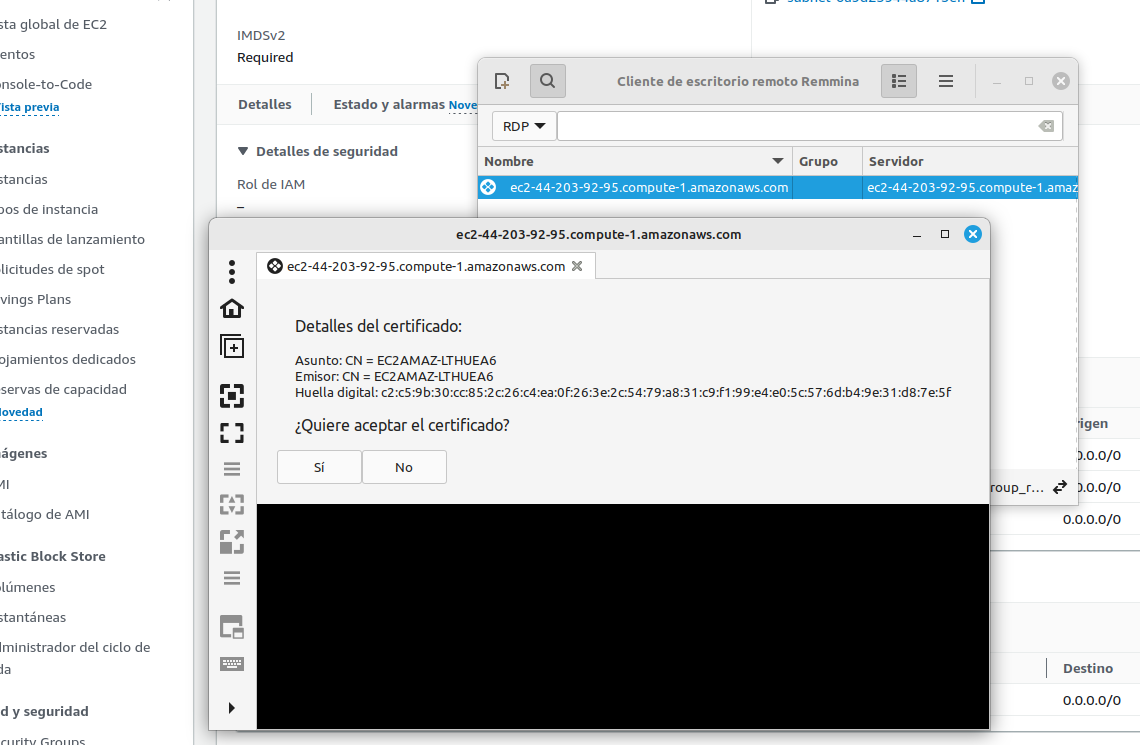 sta global de EC2
entos
onsole-to-Code
ista previa
stancias
stancias
pos de instancia
antillas de lanzamiento
licitudes de spot
vings Plans
stancias reservadas
ojamientos dedicados
servas de capacidad
ovedad
ágenes
MI
tálogo de AMI
astic Block Store
lúmenes
stantáneas
dministrador del ciclo de
da
d y seguridad
curity Groups
IMDSv2
Required
Detalles
Estado y alarmas Nove
Detalles de seguridad
Rol de IAM
–
Cliente de escritorio remoto Remmina
RDP
Nombre Grupo Servidor
ec2-44-203-92-95.compute-1.amazonaws.com ec2-44-203-92-95.compute-1.amaz
ec2-44-203-92-95.compute-1.amazonaws.com
ec2-44-203-92-95.compute-1.amazonaws.com
Detalles del certificado:
Asunto: CN = EC2AMAZ-LTHUEA6
Emisor: CN = EC2AMAZ-LTHUEA6
Huella digital: c2:c5:9b:30:cc:85:2c:26:c4:ea:0f:26:3e:2c:54:79:a8:31:c9:f1:99:e4:e0:5c:57:6d:b4:9e:31:d8:7e:5f
¿Quiere aceptar el certificado?
Sí No
rigen
0.0.0.0/0
0.0.0.0/0
roup_r...
0.0.0.0/0
Destino
0.0.0.0/0